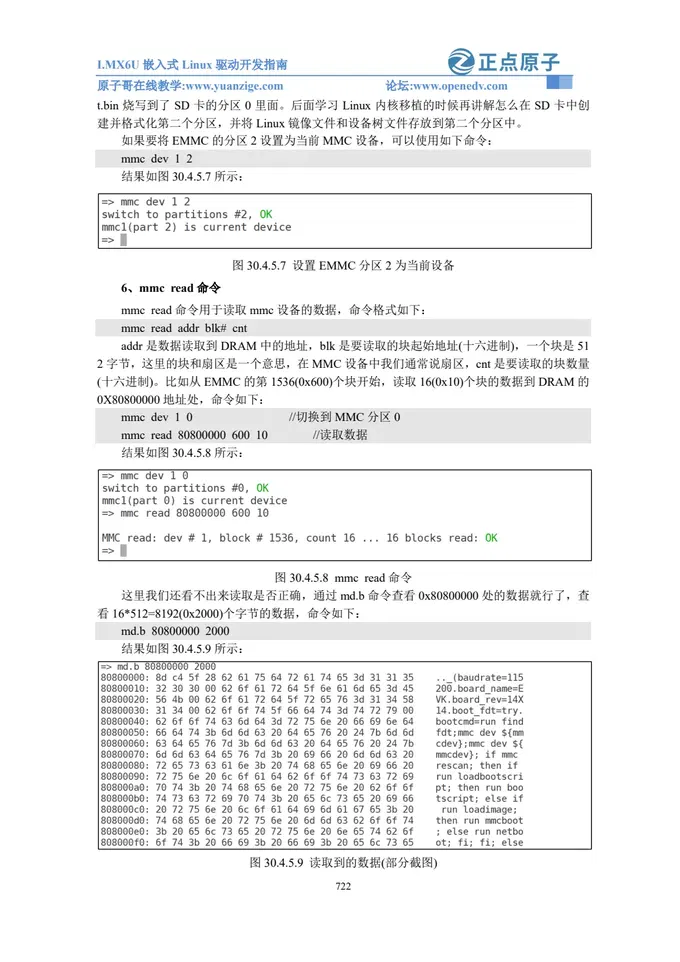 I.MX6U 嵌入式 Linux 驱动开发指南
正点原子
原子哥在线教学:www.yuanzige.com 论坛:www.openedv.com
t.bin 烧写到了 SD 卡的分区 0 里面。后面学习 Linux 内核移植的时候再讲解怎么在 SD 卡中创
建并格式化第二个分区，并将 Linux 镜像文件和设备树文件存放到第二个分区中。
如果要将 EMMC 的分区 2 设置为当前 MMC 设备，可以使用如下命令：
mmc dev 1 2
结果如图 30.4.5.7 所示：
=> mmc dev 1 2
switch to partitions #2, OK
mmc1(part 2) is current device
=>
图 30.4.5.7 设置 EMMC 分区 2 为当前设备
6、mmc read 命令
mmc read 命令用于读取 mmc 设备的数据，命令格式如下：
mmc read addr blk# cnt
addr 是数据读取到 DRAM 中的地址，blk 是要读取的块起始地址(十六进制)，一个块是 51
2 字节，这里的块和扇区是一个意思，在 MMC 设备中我们通常说扇区，cnt 是要读取的块数量
(十六进制)。比如从 EMMC 的第 1536(0x600)个块开始，读取 16(0x10)个块的数据到 DRAM 的
0X80800000 地址处，命令如下：
mmc dev 1 0 //切换到 MMC 分区 0
mmc read 80800000 600 10 //读取数据
结果如图 30.4.5.8 所示：
=> mmc dev 1 0
switch to partitions #0, OK
mmc1(part 0) is current device
=> mmc read 80800000 600 10
MMC read: dev # 1, block # 1536, count 16 ... 16 blocks read: OK
=>
图 30.4.5.8 mmc read 命令
这里我们还看不出来读取是否正确，通过 md.b 命令查看 0x80800000 处的数据就行了，查
看 16*512=8192(0x2000)个字节的数据，命令如下：
md.b 80800000 2000
结果如图 30.4.5.9 所示：
=> md.b 80800000 2000
80800000: 8d c4 5f 28 62 61 75 64 72 61 74 65 3d 31 31 35 .._(baudrate=115
80800010: 32 30 30 00 62 6f 61 72 64 5f 6e 61 6d 65 3d 45 200.board_name=E
80800020: 56 4b 00 62 6f 61 72 64 5f 72 65 76 3d 31 34 58 VK.board_rev=14X
80800030: 31 34 00 62 6f 6f 74 5f 66 64 74 3d 74 72 79 00 14.boot_fdt=try.
80800040: 62 6f 6f 74 63 6d 64 3d 72 75 6e 20 66 69 6e 64 bootcmd=run find
80800050: 66 64 74 3b 6d 6d 63 20 64 65 76 20 24 7b 6d 6d fdt;mmc dev ${mm
80800060: 63 64 65 76 7d 3b 6d 6d 63 20 64 65 76 20 24 7b cdev};mmc dev ${
80800070: 6d 6d 63 64 65 76 7d 3b 20 69 66 20 6d 6d 63 20 mmcdev}; if mmc
80800080: 72 65 73 63 61 6e 3b 20 74 68 65 6e 20 69 66 20 rescan; then if
80800090: 72 75 6e 20 6c 6f 61 64 62 6f 6f 74 73 63 72 69 run loadbootscri
808000a0: 70 74 3b 20 74 68 65 6e 20 72 75 6e 20 62 6f 6f pt; then run boo
808000b0: 74 73 63 72 69 70 74 3b 20 65 6c 73 65 20 69 66 tscript; else if
808000c0: 20 72 75 6e 20 6c 6f 61 64 69 6d 61 67 65 3b 20 run loadimage;
808000d0: 74 68 65 6e 20 72 75 6e 20 6d 6d 63 62 6f 6f 74 then run mmcboot
808000e0: 3b 20 65 6c 73 65 20 72 75 6e 20 6e 65 74 62 6f ; else run netbo
808000f0: 6f 74 3b 20 66 69 3b 20 66 69 3b 20 65 6c 73 65 ot; fi; fi; else
图 30.4.5.9 读取到的数据(部分截图)
722